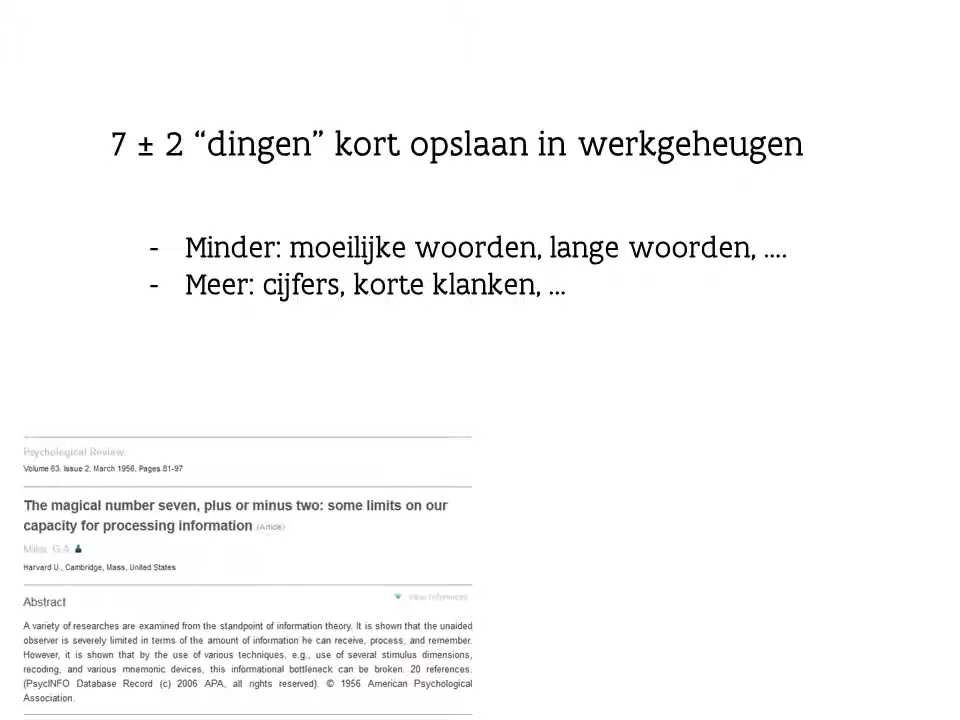 7 ± 2 “dingen” kort opslaan in werkgeheugen
- Minder: moeilijke woorden, lange woorden, ....
- Meer: cijfers, korte klanken, ...
Psychological Review
Volume 63, Issue 2, March 1956, Pages 81-97
The magical number seven, plus or minus two: some limits on our
capacity for processing information (Article)
Miller, G.A.
Harvard U., Cambridge, Mass, United States
Abstract
View references
A variety of researches are examined from the standpoint of information theory. It is shown that the unaided
observer is severely limited in terms of the amount of information he can receive, process, and remember.
However, it is shown that by the use of various techniques, e.g., use of several stimulus dimensions,
recoding, and various mnemonic devices, this informational bottleneck can be broken. 20 references.
(PsycINFO Database Record (c) 2006 APA, all rights reserved). © 1956 American Psychological
Association.